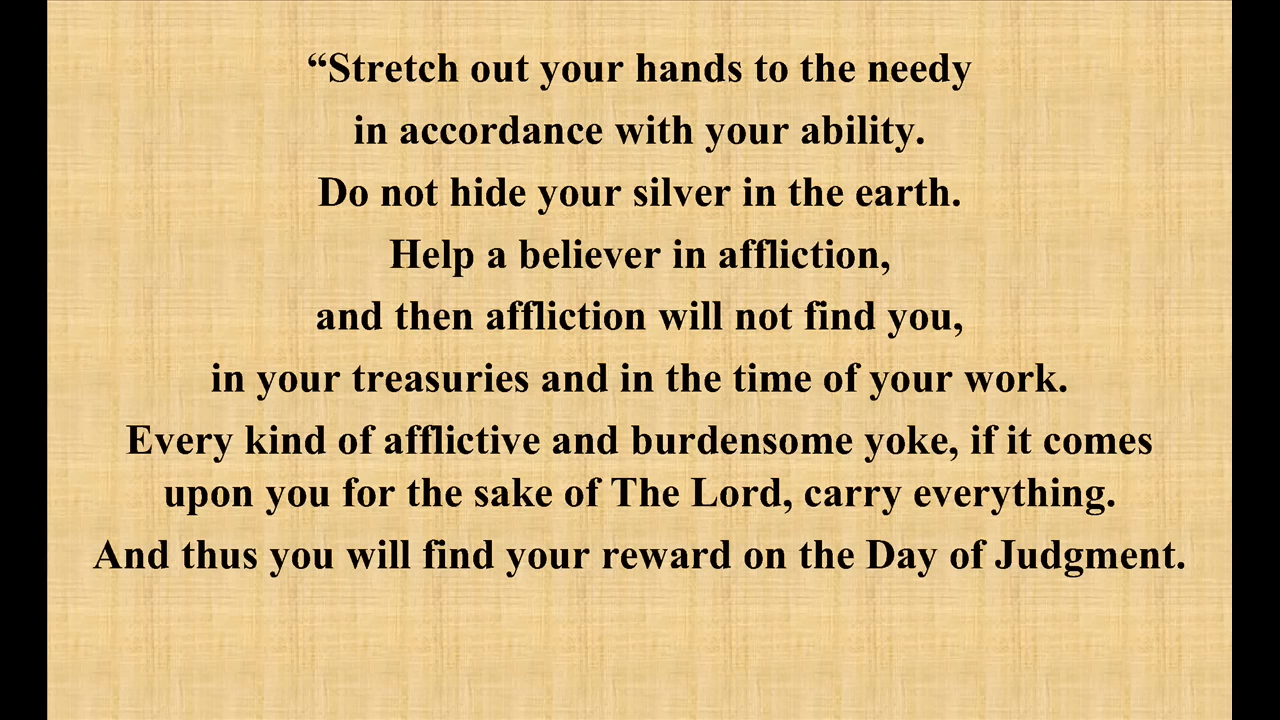 “Stretch out your hands to the needy
in accordance with your ability.
Do not hide your silver in the earth.
Help a believer in affliction,
and then affliction will not find you,
in your treasuries and in the time of your work.
Every kind of afflictive and burdensome yoke, if it comes
upon you for the sake of The Lord, carry everything.
And thus you will find your reward on the Day of Judgment.